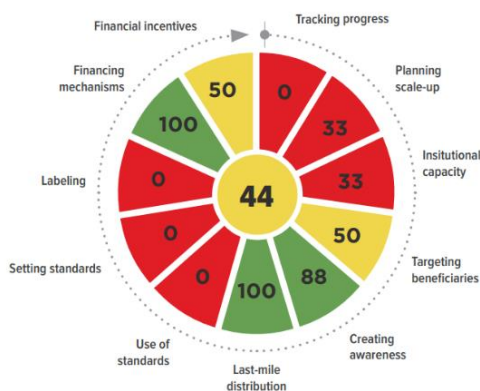 Financial incentives
Tracking progress
Financing
mechanisms
Planning
scale-up
50
0
100
33
Labeling
0
44
33
Insitutional
capacity
Setting standards
0
50
Targeting
beneficiaries
0
100
88
Use of
standards
Last-mile
distribution
Creating
awareness